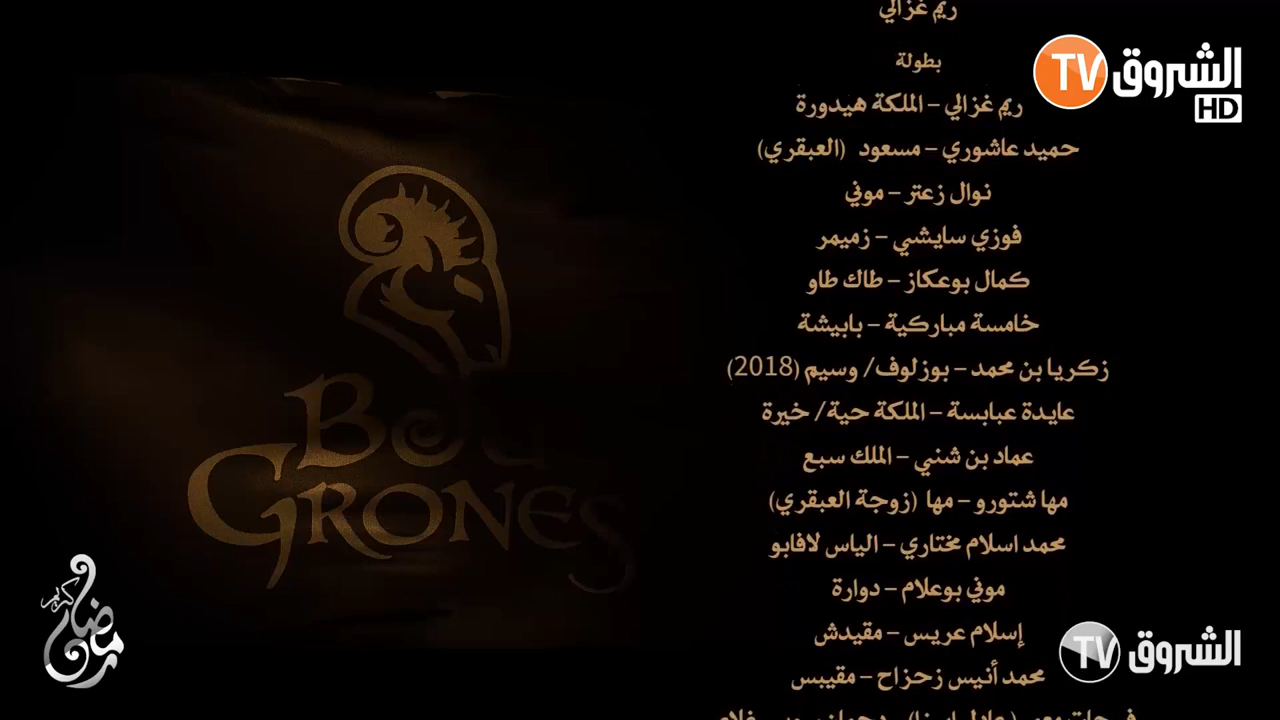 ريم غزالي
بطولة
ريم غزالي – الملكة هيدورة
حميد عاشوري – مسعود (العبقري)
نوال زعتر – موني
فوزي سايشي – زميمر
كمال بوعكاز – طاك طاو
خامسة مباركية – بابيشة
زكريا بن محمد – بوزلوف/ وسيم (2018)
عايدة عبابسة – الملكة حية/ خيرة
عماد بن شني – الملك سبع
مها شتورو – مها (زوجة العبقري)
محمد اسلام مختاري – الياس لافابو
موني بوعلام – دوارة
إسلام عريس – مقيدش
محمد أنيس زحزاح – مقيبس
Bou
Grones
الشروق TV
HD
رمضان كريم
الشروق TV